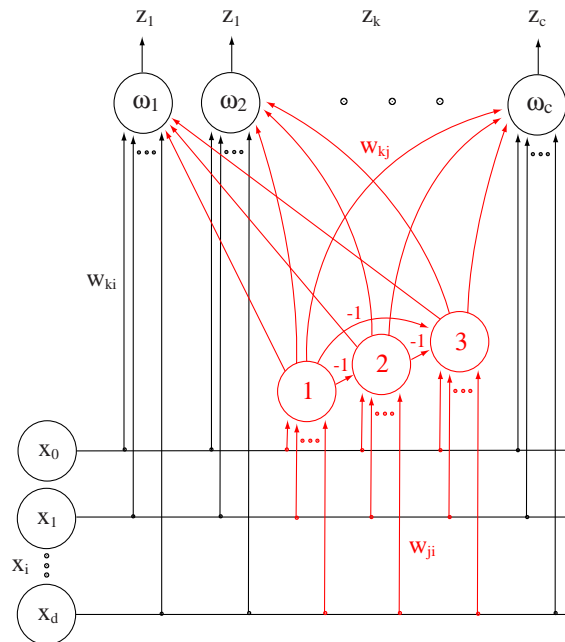 z1 z1 zk zc
ω1 ω2 ωc
wkj
wki
-1 3
-1 2 -1
1
x0
x1
wji
xi
xd